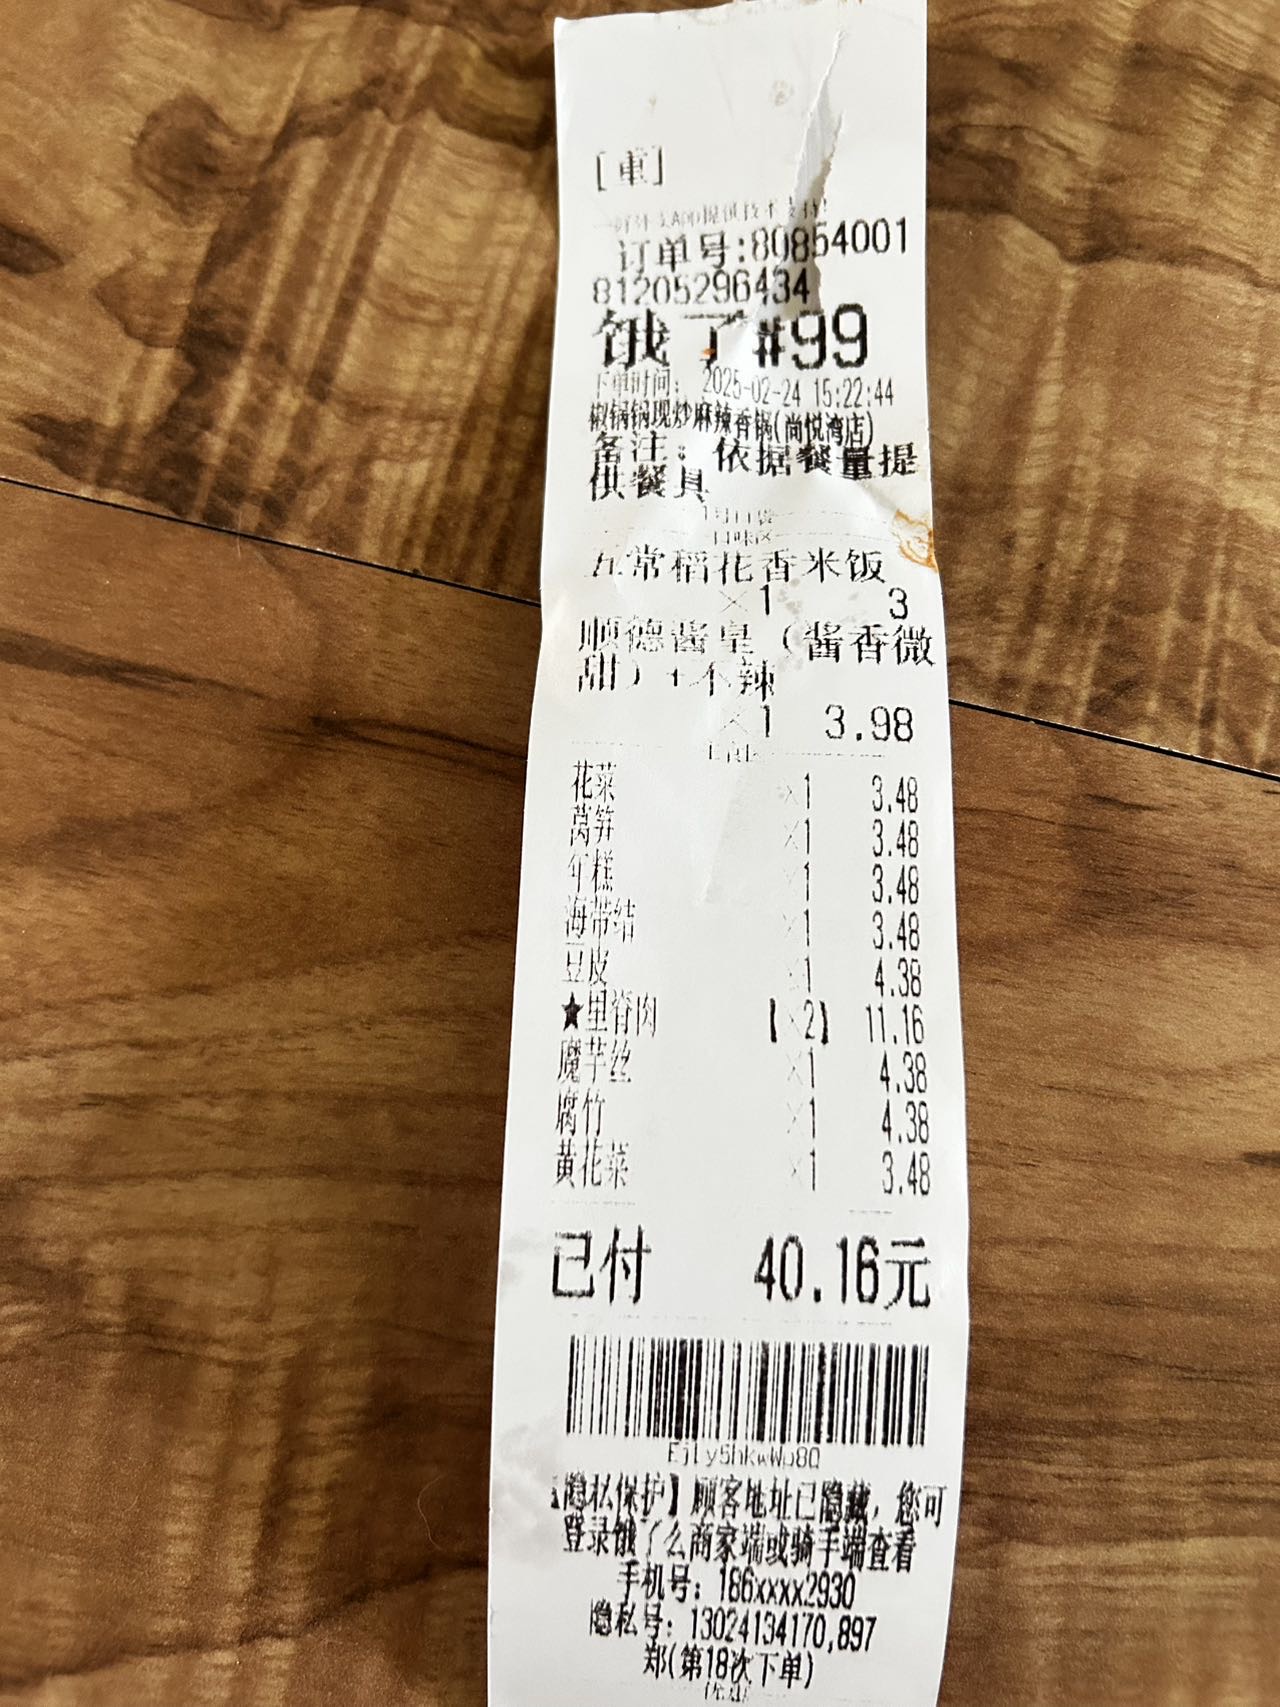 [重]
订单号:80854001
81205296434
饿了#99
下单时间: 2025-02-24 15:22:44
椒锅锅现炒麻辣香锅(尚悦湾店)
备注: 依据餐量提
供餐具
1号口袋
口味区
五常稻花香米饭
×1 3
顺德酱皇(酱香微
甜)+不辣
×1 3.98
花菜 ×1 3.48
莴笋 ×1 3.48
年糕 ×1 3.48
海带结 ×1 3.48
豆皮 ×1 4.38
★里脊肉 【×2】 11.16
魔芋丝 ×1 4.38
腐竹 ×1 4.38
黄花菜 ×1 3.48
已付 40.16元
隐私保护】顾客地址已隐藏,您可
登录饿了么商家端或骑手端查看
手机号: 186xxxx2930
隐私号: 13024134170,897
郑(第18次下单)